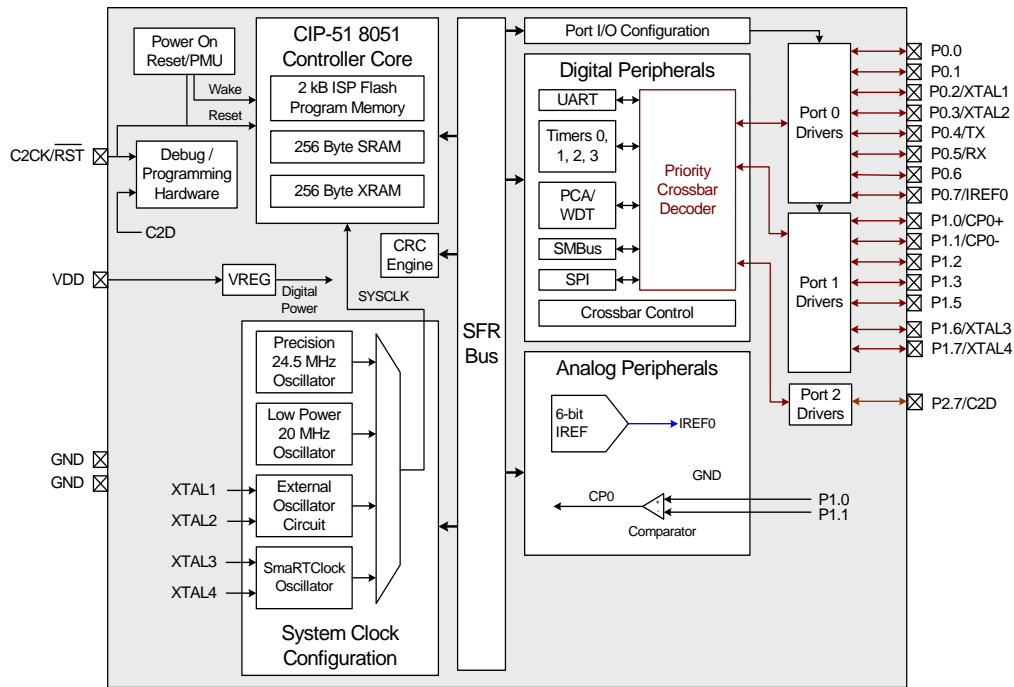 Power On
Reset/PMU
Wake
Reset
C2CK/RST
Debug /
Programming
Hardware
C2D
VDD
VREG
Digital
Power
GND
GND
CIP-51 8051
Controller Core
2 kB ISP Flash
Program Memory
256 Byte SRAM
256 Byte XRAM
CRC
Engine
SYSCLK
Precision
24.5 MHz
Oscillator
Low Power
20 MHz
Oscillator
XTAL1
XTAL2
External
Oscillator
Circuit
XTAL3
XTAL4
SmaRTClock
Oscillator
System Clock
Configuration
SFR
Bus
Port I/O Configuration
Digital Peripherals
UART
Timers 0,
1, 2, 3
PCA/
WDT
SMBus
SPI
Priority
Crossbar
Decoder
Crossbar Control
Analog Peripherals
6-bit
IREF
IREF0
GND
CP0
+
-
Comparator
P1.0
P1.1
Port 0
Drivers
Port 1
Drivers
Port 2
Drivers
P0.0
P0.1
P0.2/XTAL1
P0.3/XTAL2
P0.4/TX
P0.5/RX
P0.6
P0.7/IREF0
P1.0/CP0+
P1.1/CP0-
P1.2
P1.3
P1.5
P1.6/XTAL3
P1.7/XTAL4
P2.7/C2D